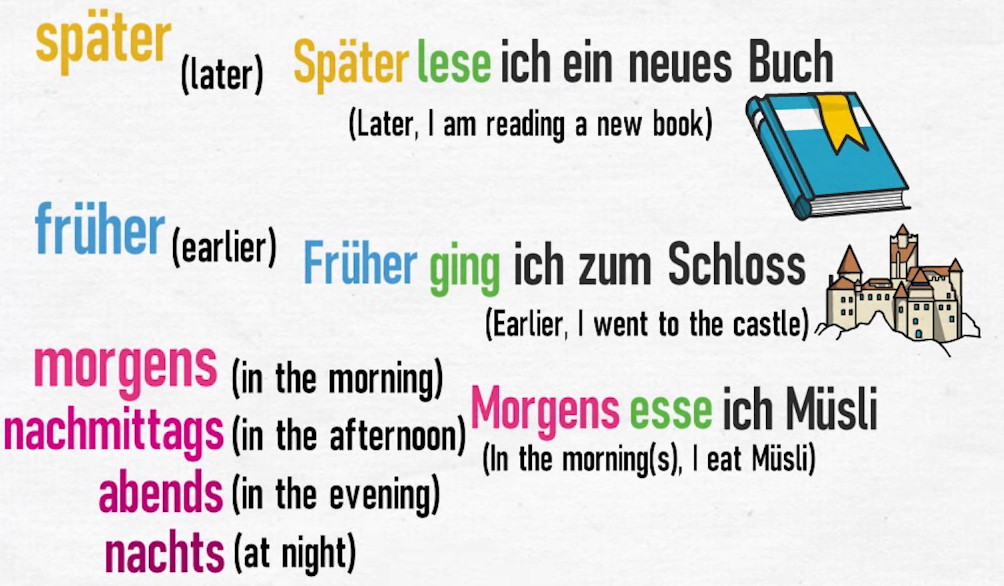 später (later) Später lese ich ein neues Buch
(Later, I am reading a new book)
früher (earlier) Früher ging ich zum Schloss
(Earlier, I went to the castle)
morgens (in the morning)
nachmittags (in the afternoon)
abends (in the evening)
nachts (at night)
Morgens esse ich Müsli
(In the morning(s), I eat Müsli)